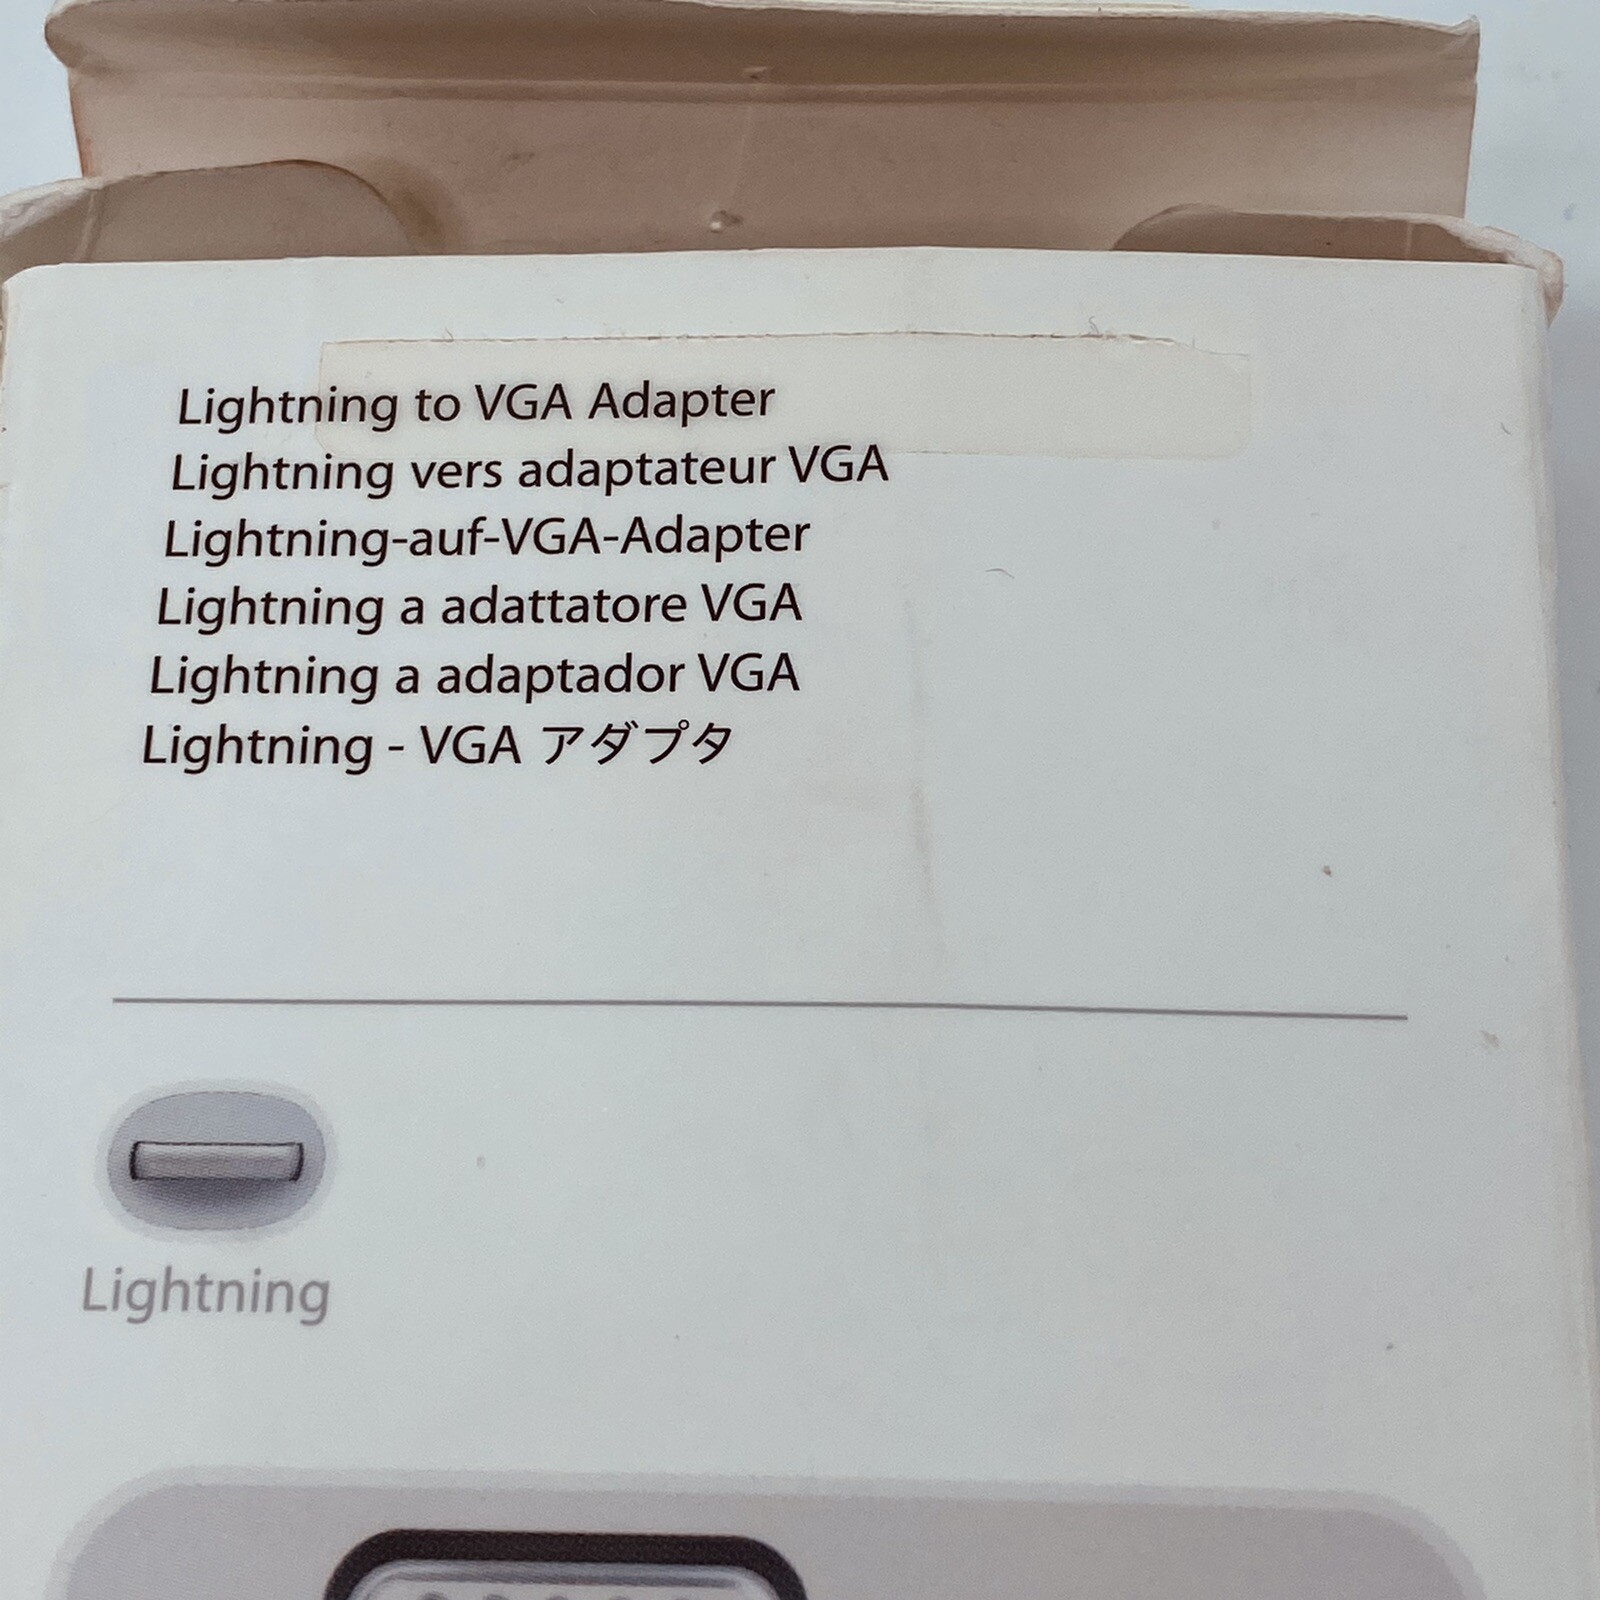 Lightning to VGA Adapter
Lightning vers adaptateur VGA
Lightning-auf-VGA-Adapter
Lightning a adattatore VGA
Lightning a adaptador VGA
Lightning - VGA アダプタ
Lightning